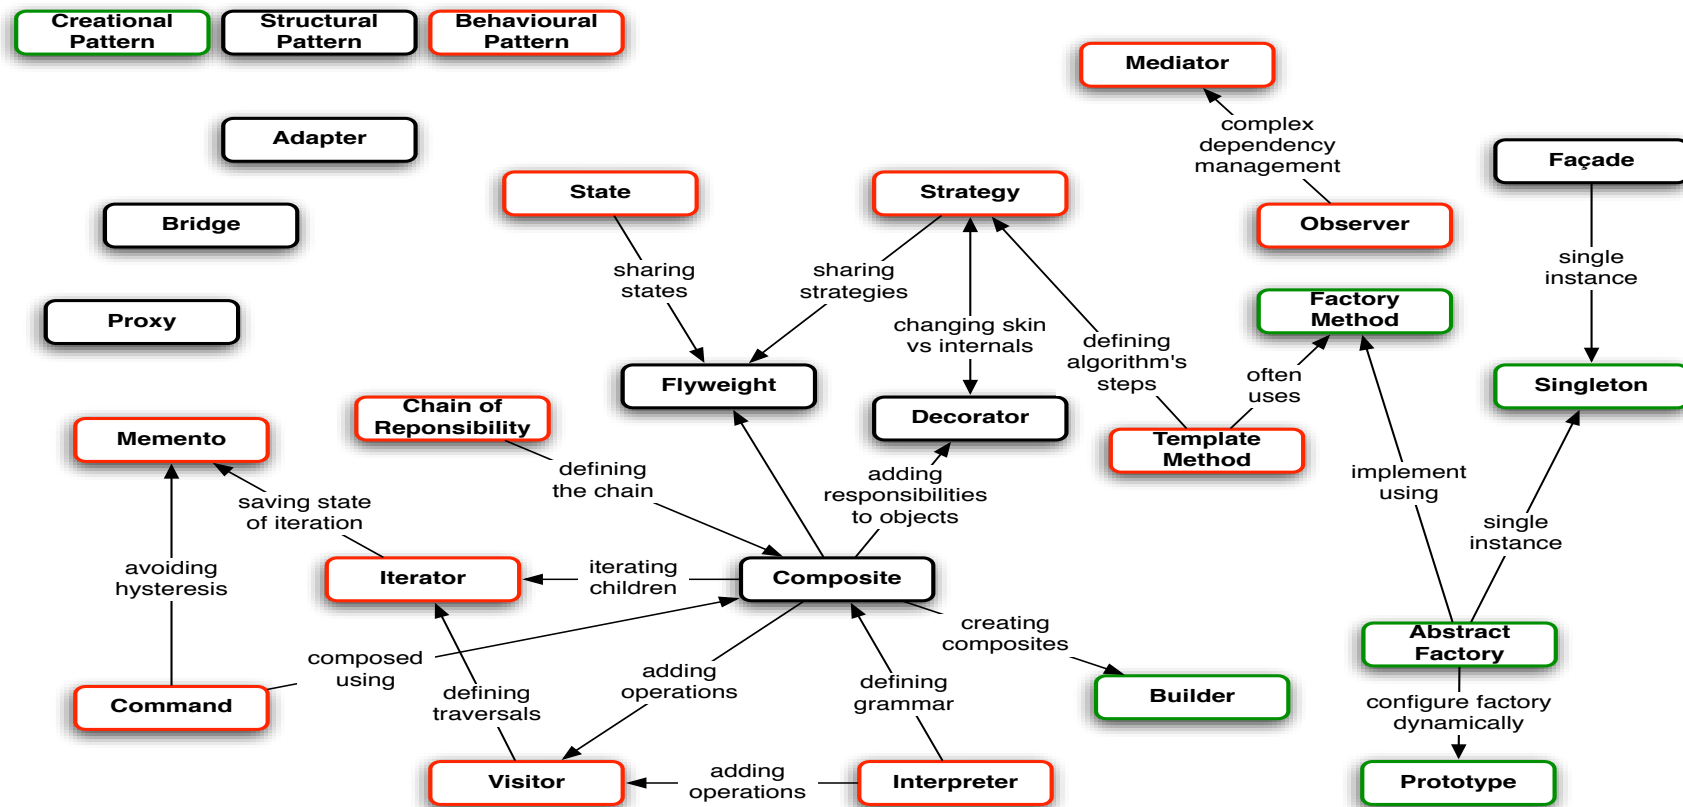 Creational
Pattern
Structural
Pattern
Behavioural
Pattern
Mediator
Adapter
complex
dependency
management
Façade
State
Strategy
Bridge
Observer
sharing
states
sharing
strategies
single
instance
Proxy
Factory
Method
changing skin
vs internals
defining
algorithm's
steps
Flyweight
often
uses
Singleton
Chain of
Reponsibility
Decorator
Memento
Template
Method
defining
the chain
adding
responsibilities
to objects
implement
using
saving state
of iteration
single
instance
avoiding
hysteresis
Iterator
iterating
children
Composite
creating
composites
Abstract
Factory
composed
using
adding
operations
defining
traversals
defining
grammar
Command
Builder
configure factory
dynamically
Visitor
adding
operations
Interpreter
Prototype